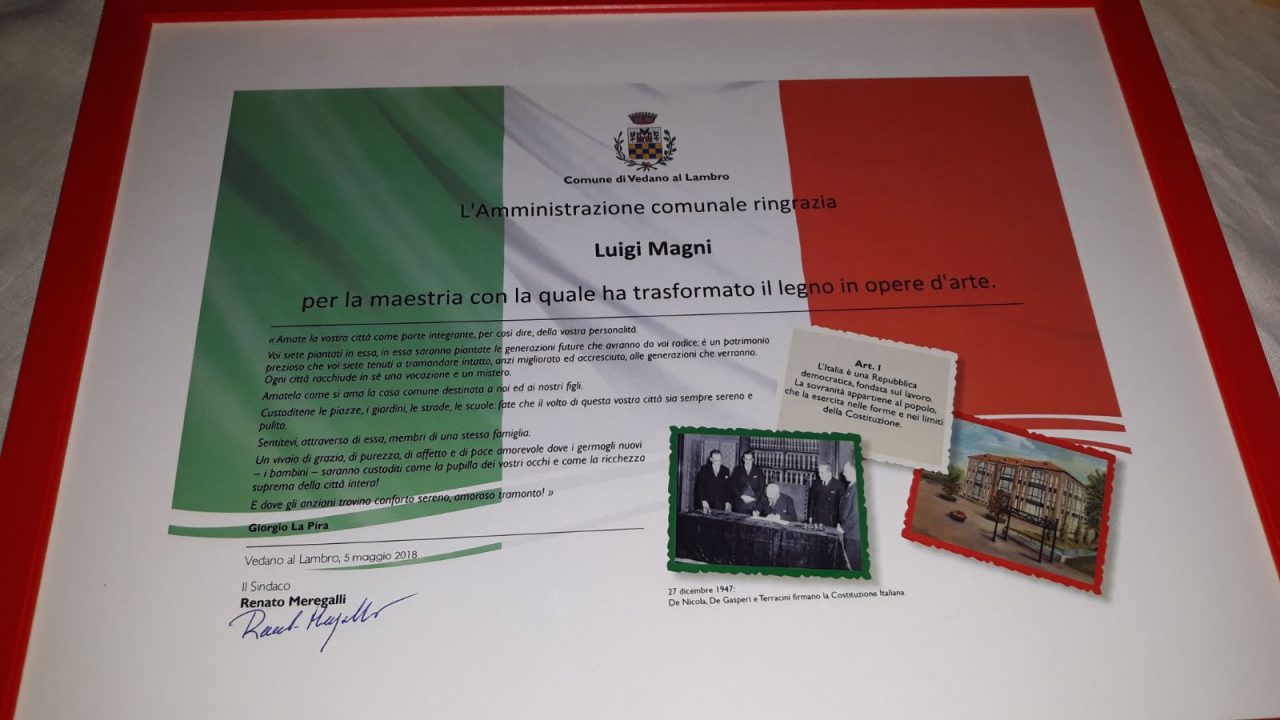 Comune di Vedano al Lambro
L'Amministrazione comunale ringrazia
Luigi Magni
per la maestria con la quale ha trasformato il legno in opere d'arte.
« Amate la vostra città come parte integrante, per così dire, della vostra personalità.
Voi siete piantati in essa, in essa saranno piantate le generazioni future che avranno da voi radice: è un patrimonio
prezioso che voi siete tenuti a tramandare intatto, anzi migliorato ed accresciuto, alle generazioni che verranno.
Ogni città racchiude in sé una vocazione e un mistero.
Amatela come si ama la casa comune destinata a noi ed ai nostri figli.
Custoditene le piazze, i giardini, le strade, le scuole: fate che il volto di questa vostra città sia sempre sereno e
pulito.
Sentitevi, attraverso di essa, membri di una stessa famiglia.
Un vivaio di grazia, di purezza, di affetto e di pace amorevole dove i germogli nuovi
– i bambini – saranno custoditi come la pupilla dei vostri occhi e come la ricchezza
suprema della città intera!
E dove gli anziani trovino conforto sereno, amoroso tramonto! »
Giorgio La Pira
Vedano al Lambro, 5 maggio 2018
Il Sindaco
Renato Meregalli
Art. 1
L'Italia è una Repubblica
democratica, fondata sul lavoro.
La sovranità appartiene al popolo,
che la esercita nelle forme e nei limiti
della Costituzione.
27 dicembre 1947:
De Nicola, De Gasperi e Terracini firmano la Costituzione Italiana